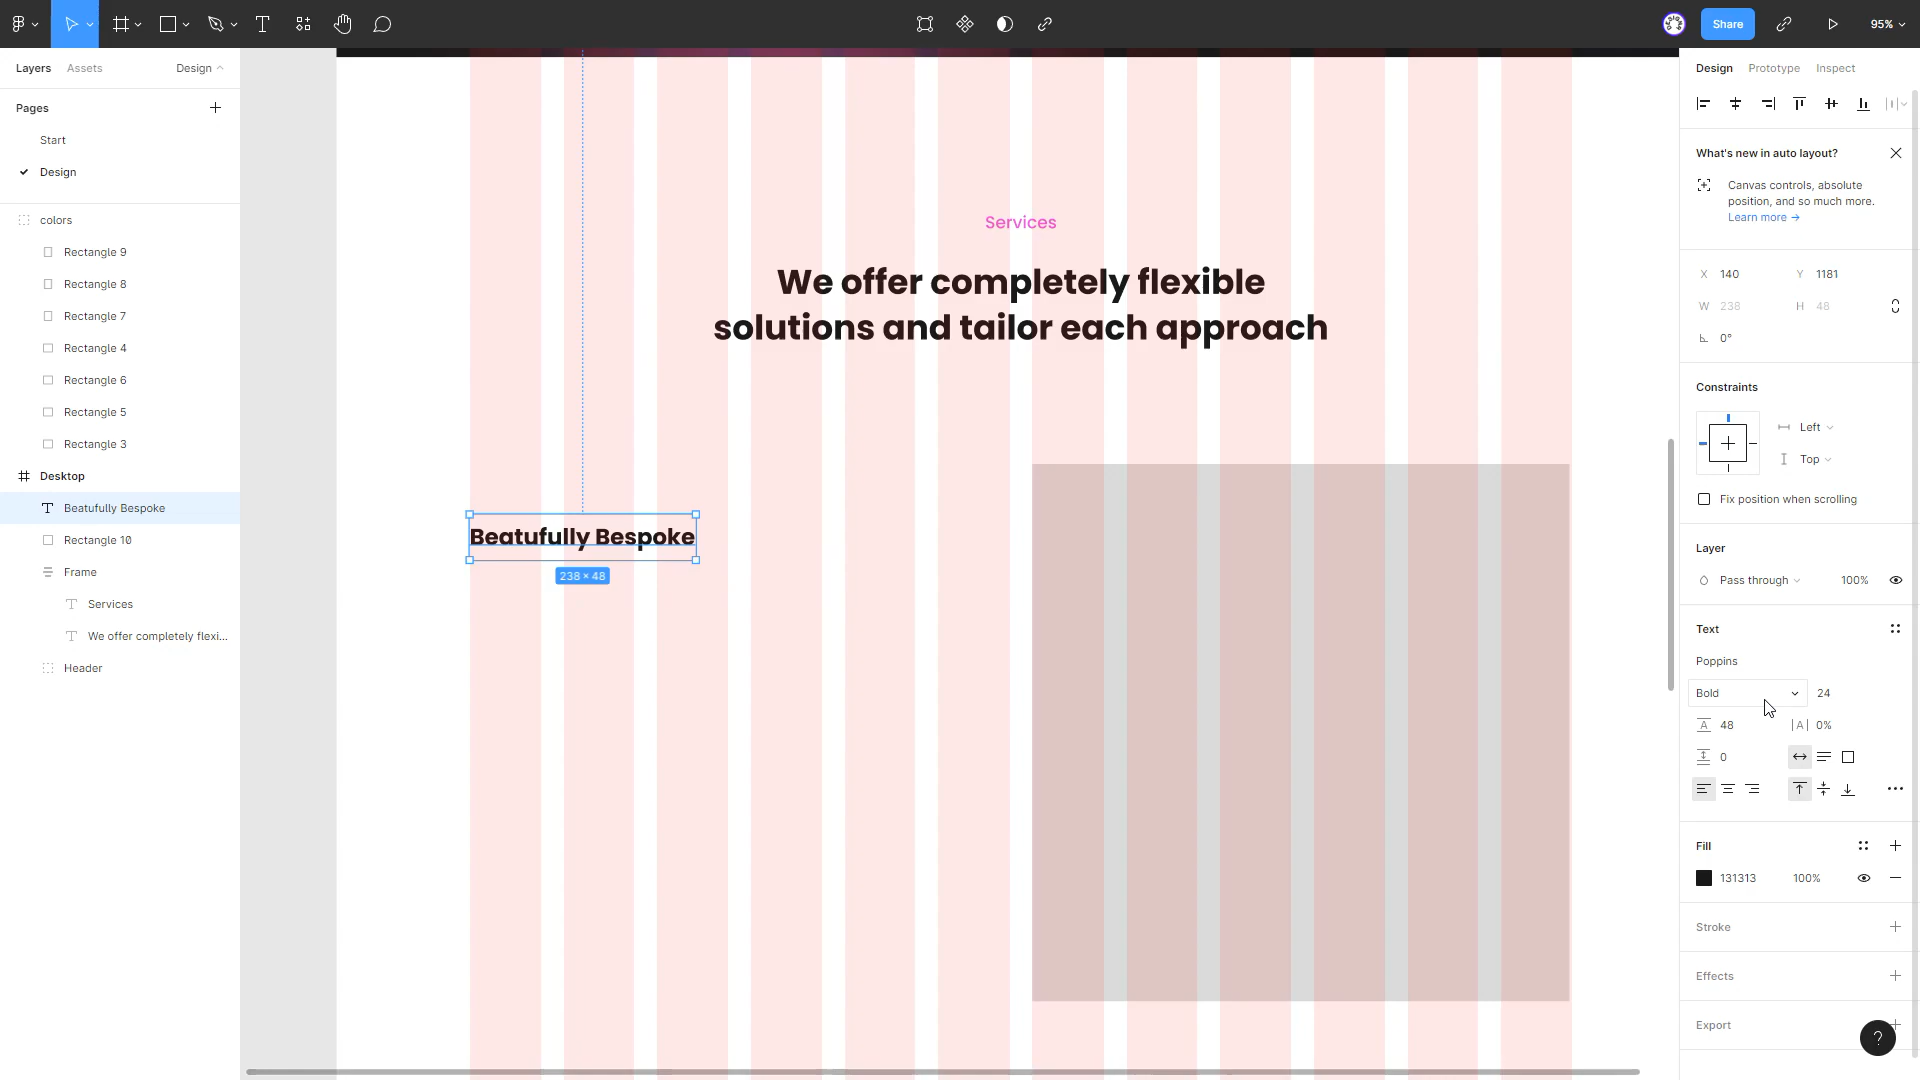 Share
95%
Layers
Assets
Design
Pages
Start
Design
colors
Rectangle 9
Rectangle 8
Rectangle 7
Rectangle 4
Rectangle 6
Rectangle 5
Rectangle 3
Desktop
Beatufully Bespoke
Rectangle 10
Frame
Services
We offer completely flexi...
Header
Services
We offer completely flexible
solutions and tailor each approach
Beatufully Bespoke
238 × 48
Design
Prototype
Inspect
What's new in auto layout?
Canvas controls, absolute
position, and so much more.
Learn more →
X 140 Y 1181
W 238 H 48
0°
Constraints
Left
Top
Fix position when scrolling
Layer
Pass through 100%
Text
Poppins
Bold 24
A 48 |A| 0%
0
Fill
131313 100%
Stroke
Effects
Export
?